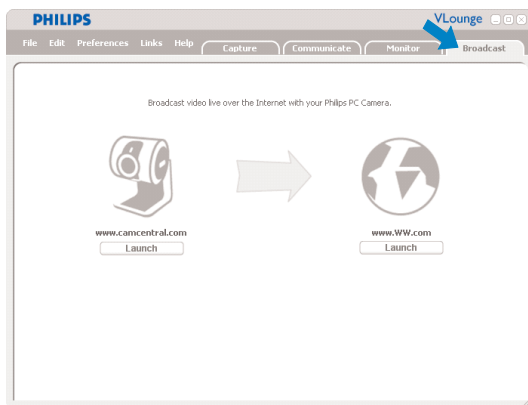 PHILIPS VLounge
File Edit Preferences Links Help Capture Communicate Monitor Broadcast
Broadcast video live over the Internet with your Philips PC Camera.
www.camcentral.com www.WW.com
Launch Launch